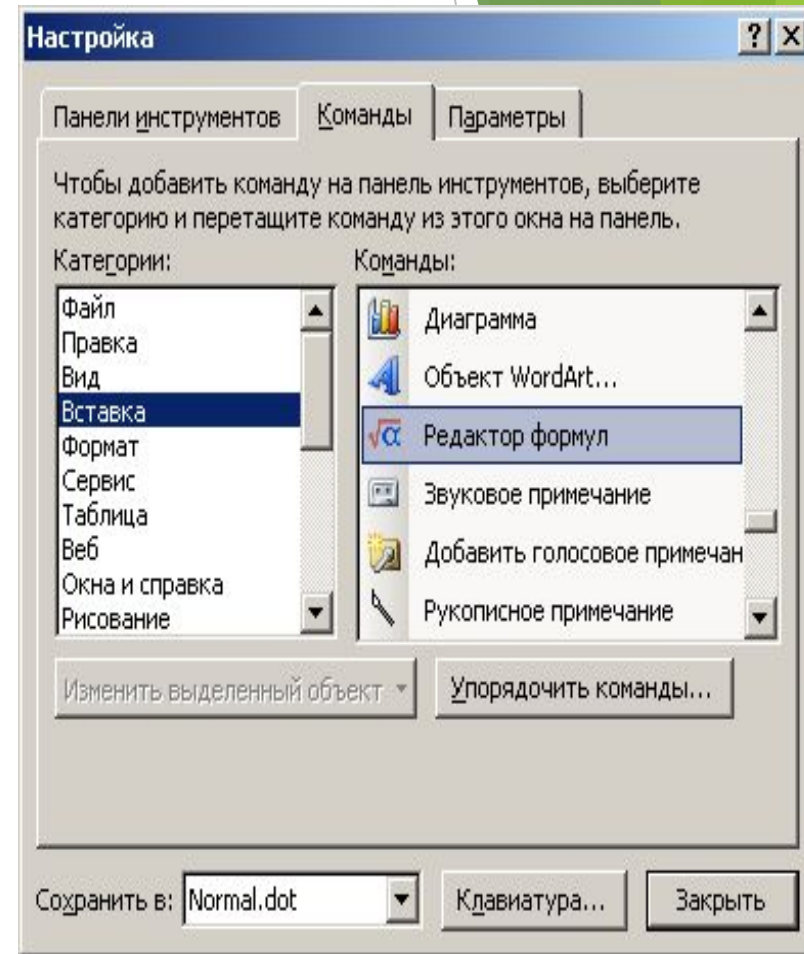 Настройка
Панели инструментов Команды Параметры
Чтобы добавить команду на панель инструментов, выберите
категорию и перетащите команду из этого окна на панель.
Категории:
Файл
Правка
Вид
Вставка
Формат
Сервис
Таблица
Веб
Окна и справка
Рисование
Команды:
Диаграмма
Объект WordArt...
√α Редактор формул
Звуковое примечание
Добавить голосовое примечан
Рукописное примечание
Изменить выделенный объект
Упорядочить команды...
Сохранить в: Normal.dot
Клавиатура...
Закрыть